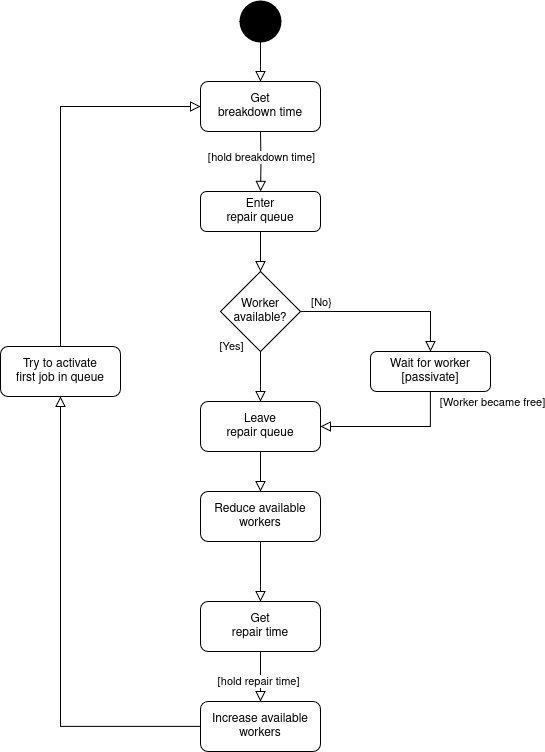 Get
breakdown time
[hold breakdown time]
Enter
repair queue
Worker
available?
[No}
[Yes]
Try to activate
first job in queue
Wait for worker
[passivate]
[Worker became free]
Leave
repair queue
Reduce available
workers
Get
repair time
[hold repair time]
Increase available
workers